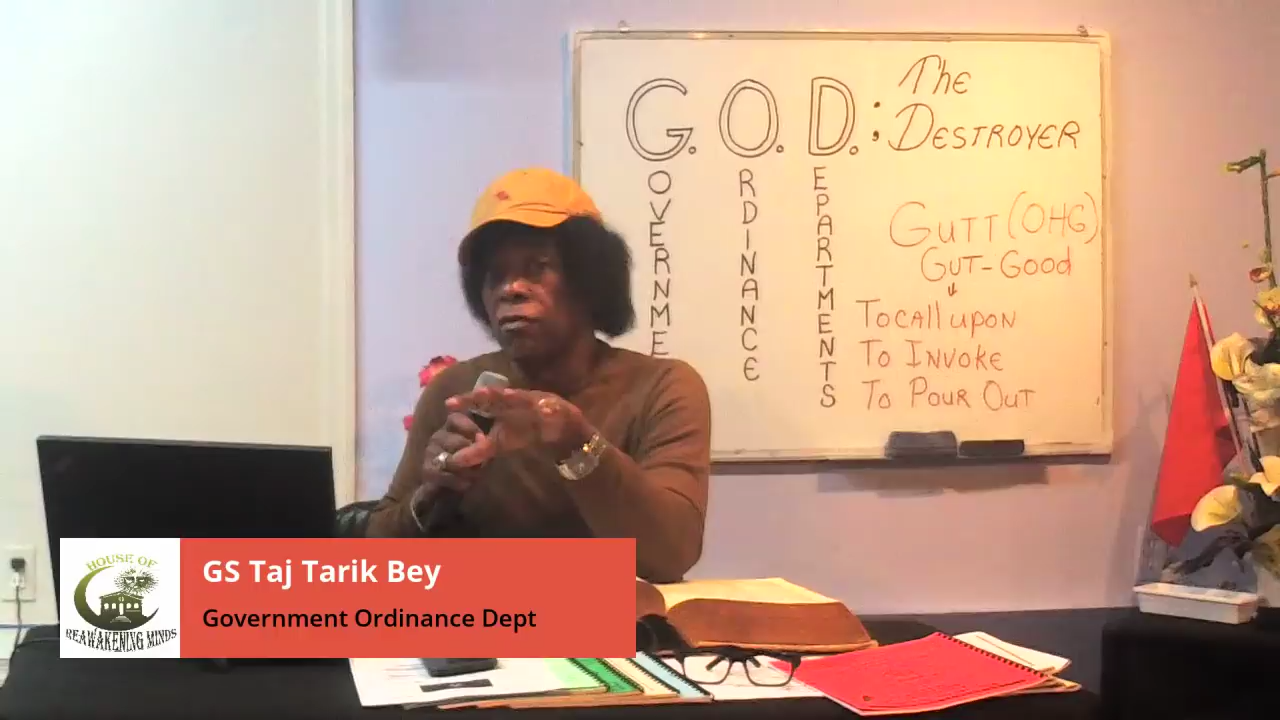 G. O. D. ; The
DESTROYER
OVERNME
RDINANCE
EPARTMENTS
GUTT (OHG)
GUT-GOOD
TO CALL UPON
TO INVOKE
TO POUR OUT
HOUSE OF
REAWAKENING MINDS
GS Taj Tarik Bey
Government Ordinance Dept